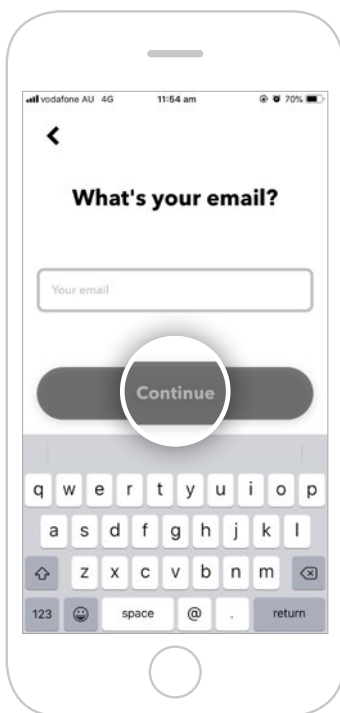 vodafone AU 4G 11:54 am 70%
What's your email?
Your email
Continue
q w e r t y u i o p
a s d f g h j k l
z x c v b n m
123 space @ . return